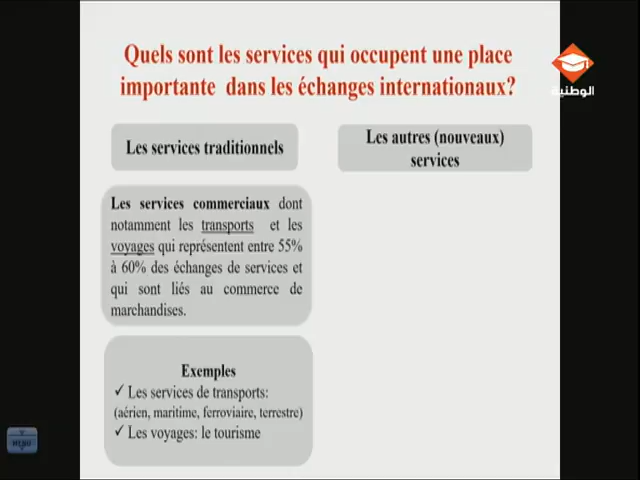 Quels sont les services qui occupent une place
importante dans les échanges internationaux?
الوطنية
Les services traditionnels
Les autres (nouveaux)
services
Les services commerciaux dont
notamment les transports et les
voyages qui représentent entre 55%
à 60% des échanges de services et
qui sont liés au commerce de
marchandises.
Exemples
✓ Les services de transports:
(aérien, maritime, ferroviaire, terrestre)
✓ Les voyages: le tourisme
MENU